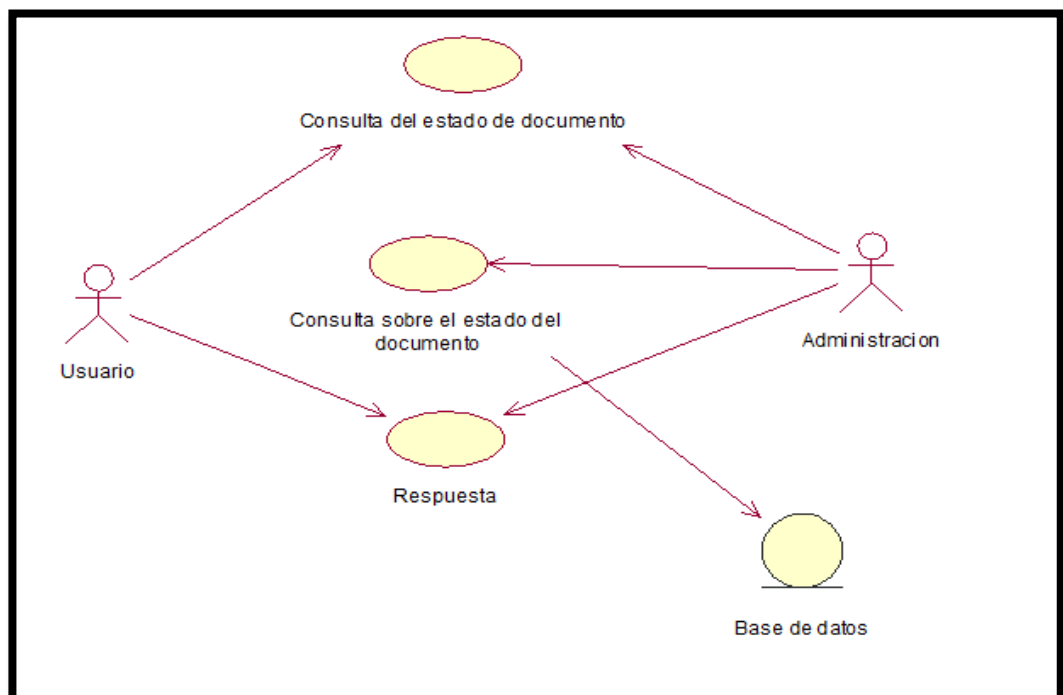 Consulta del estado de documento
Consulta sobre el estado del
documento
Administracion
Usuario
Respuesta
Base de datos